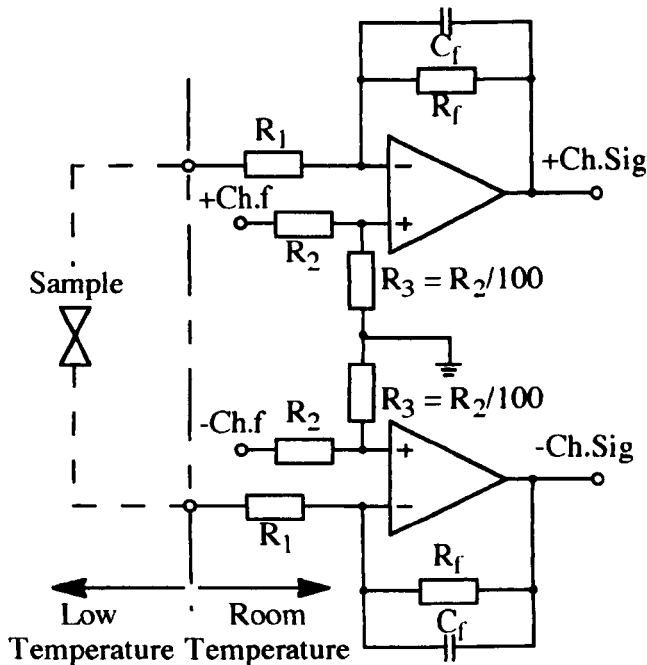 C_f
R_f
R_1
+Ch.Sig
+Ch.f
−
+
R_2
Sample
R_3 = R_2/100
R_3 = R_2/100
-Ch.f
R_2
+
−
-Ch.Sig
R_1
R_f
C_f
Low
Temperature
Room
Temperature